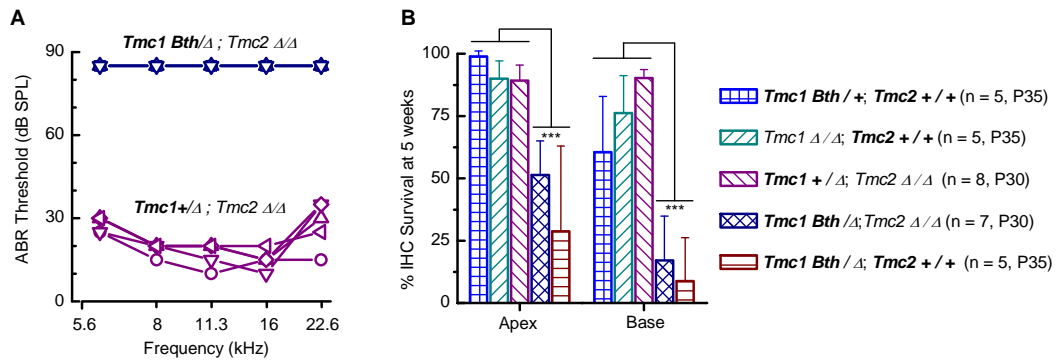 A
Tmc1 Bth/Δ ; Tmc2 Δ/Δ
90
60
30
0
ABR Threshold (dB SPL)
Tmc1+/Δ ; Tmc2 Δ/Δ
5.6 8 11.3 16 22.6
Frequency (kHz)
B
100
75
50
25
0
% IHC Survival at 5 weeks
***
***
Apex Base
Tmc1 Bth / +; Tmc2 + / + (n = 5, P35)
Tmc1 Δ / Δ; Tmc2 + / + (n = 5, P35)
Tmc1 + / Δ; Tmc2 Δ / Δ (n = 8, P30)
Tmc1 Bth /Δ;Tmc2 Δ / Δ (n = 7, P30)
Tmc1 Bth / Δ; Tmc2 + / + (n = 5, P35)